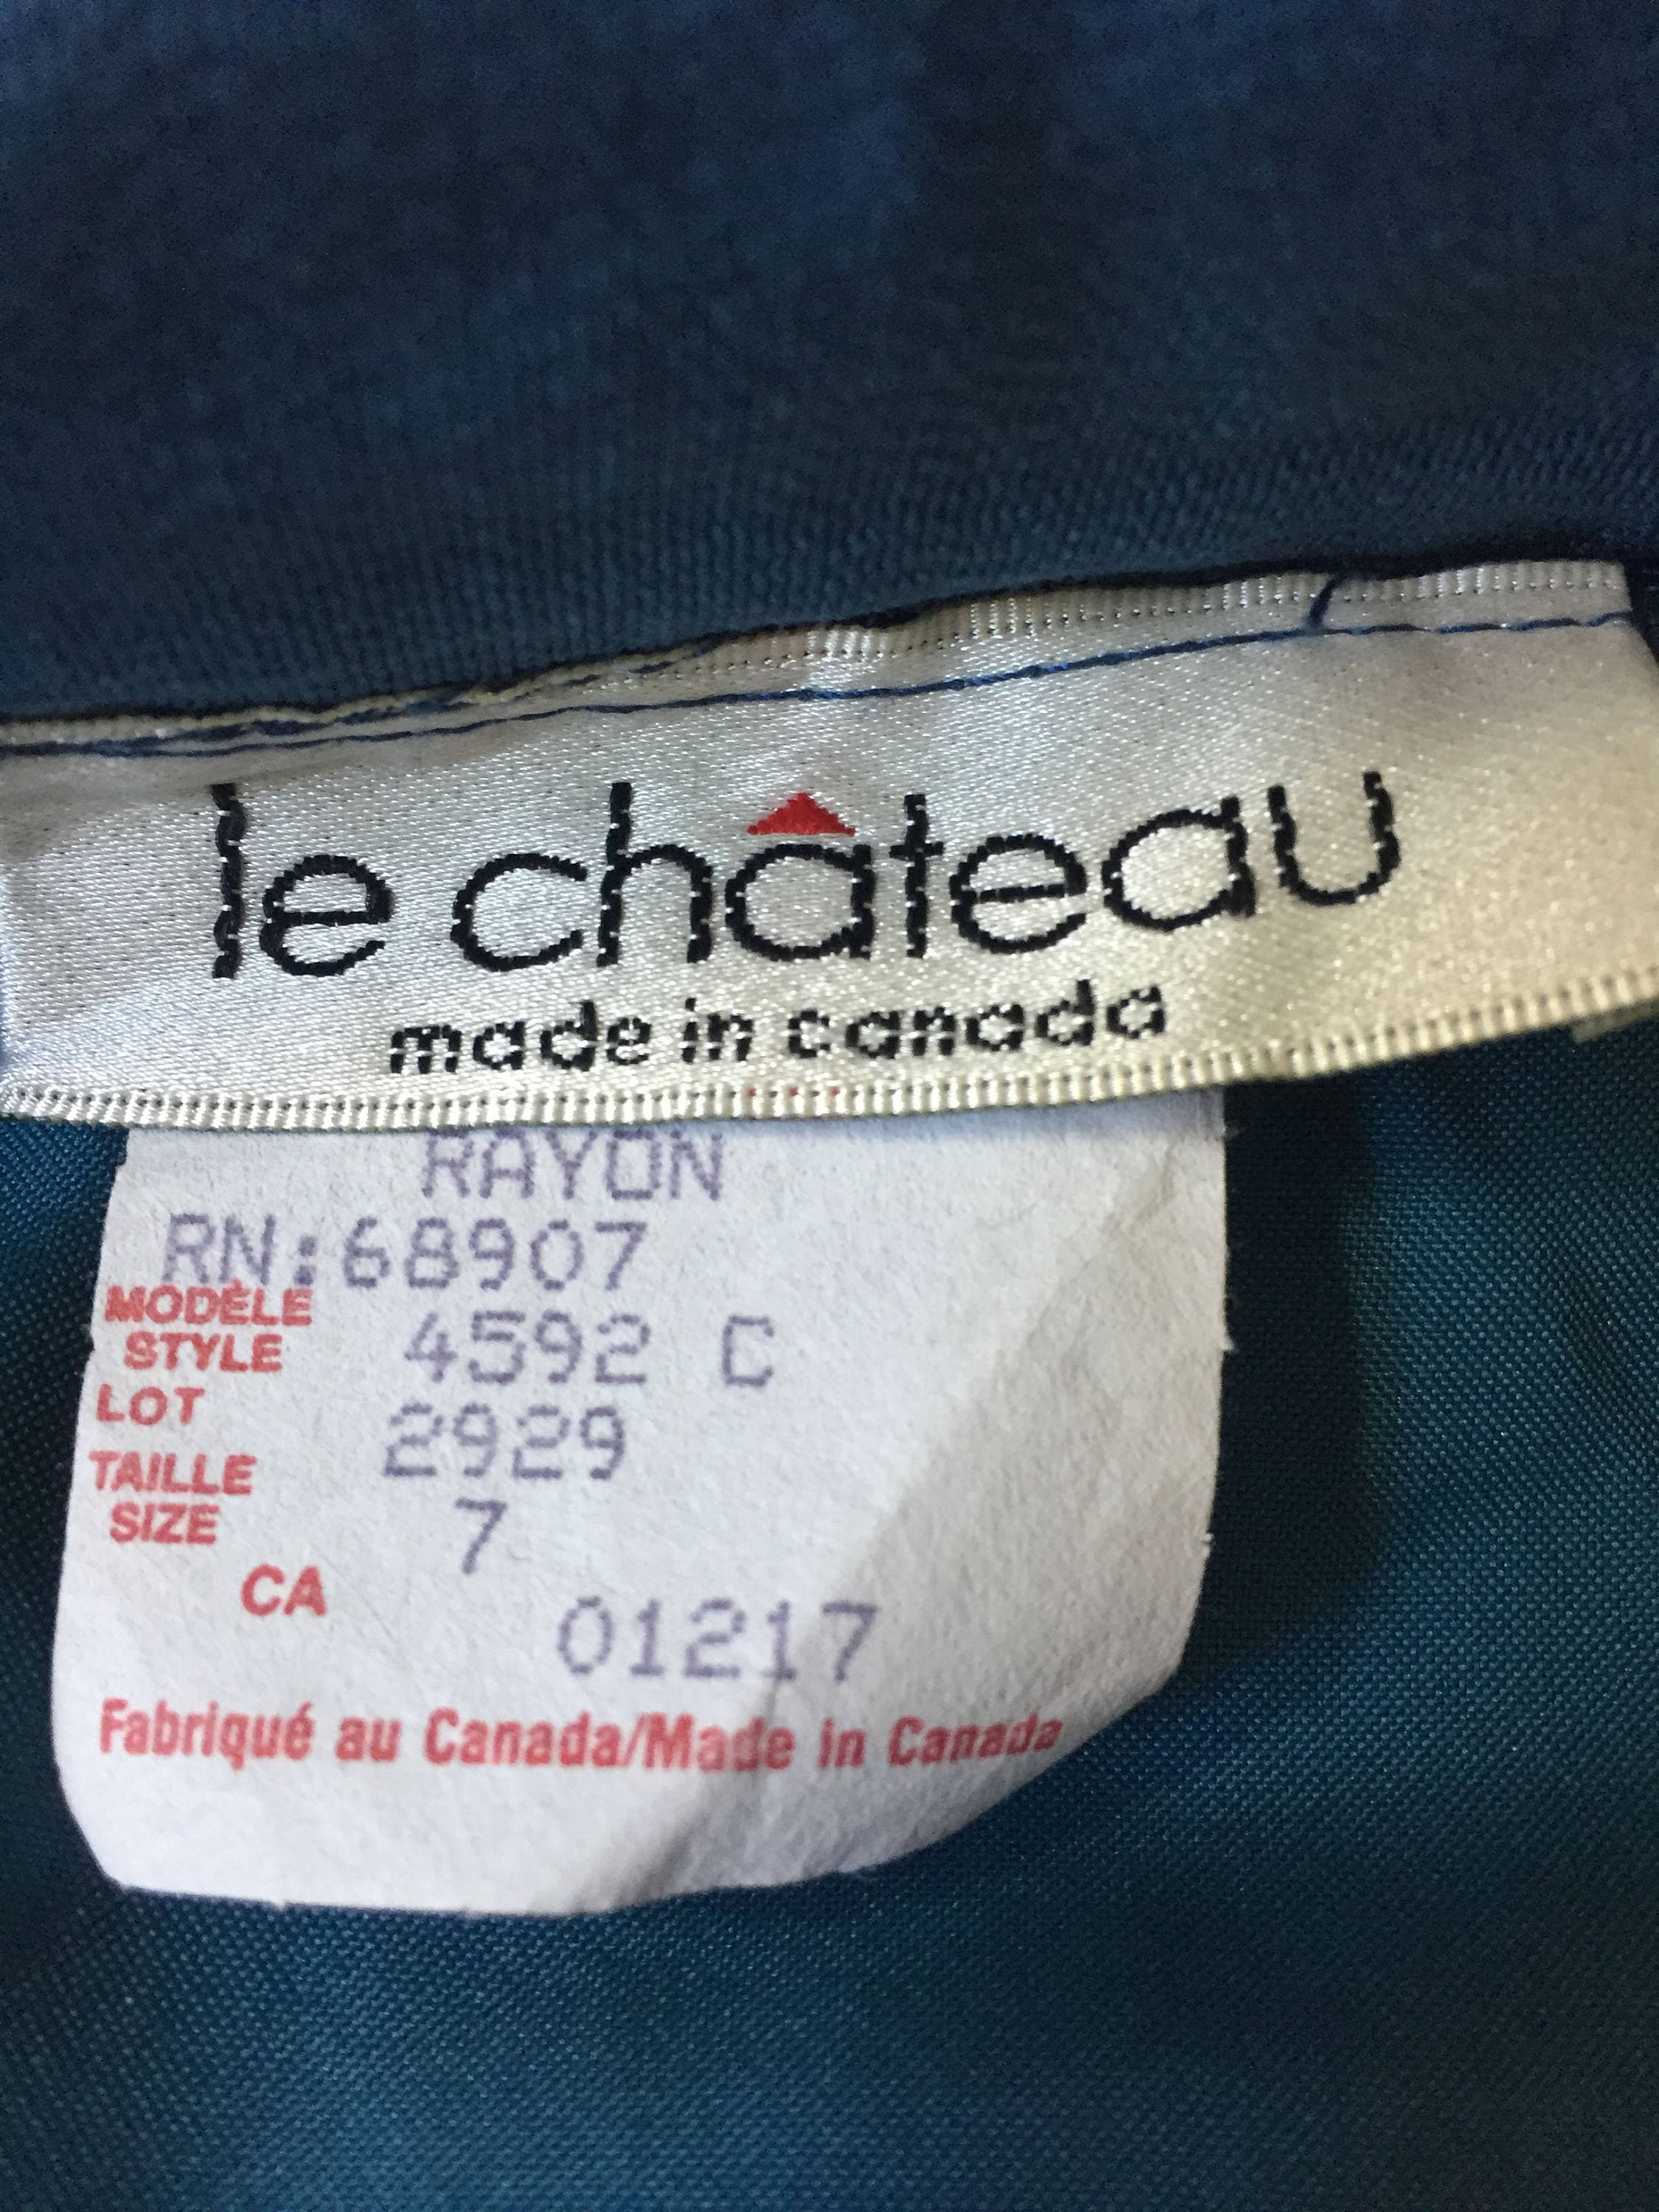 le château
made in canada
RAYON
RN:68907
MODÈLE
STYLE 4592 C
LOT 2929
TAILLE
SIZE 7
CA 01217
Fabriqué au Canada/Made in Canada